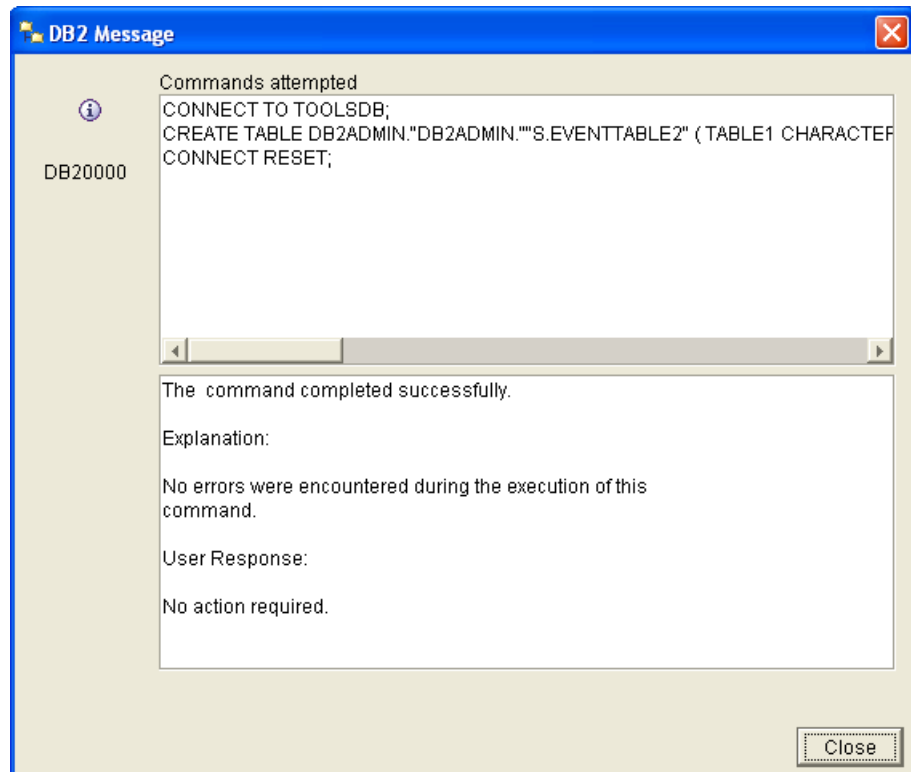 DB2 Message
Commands attempted
DB20000
CONNECT TO TOOLSDB;
CREATE TABLE DB2ADMIN."DB2ADMIN.""S.EVENTTABLE2" ( TABLE1 CHARACTER
CONNECT RESET;
The  command completed successfully.
Explanation:
No errors were encountered during the execution of this
command.
User Response:
No action required.
Close